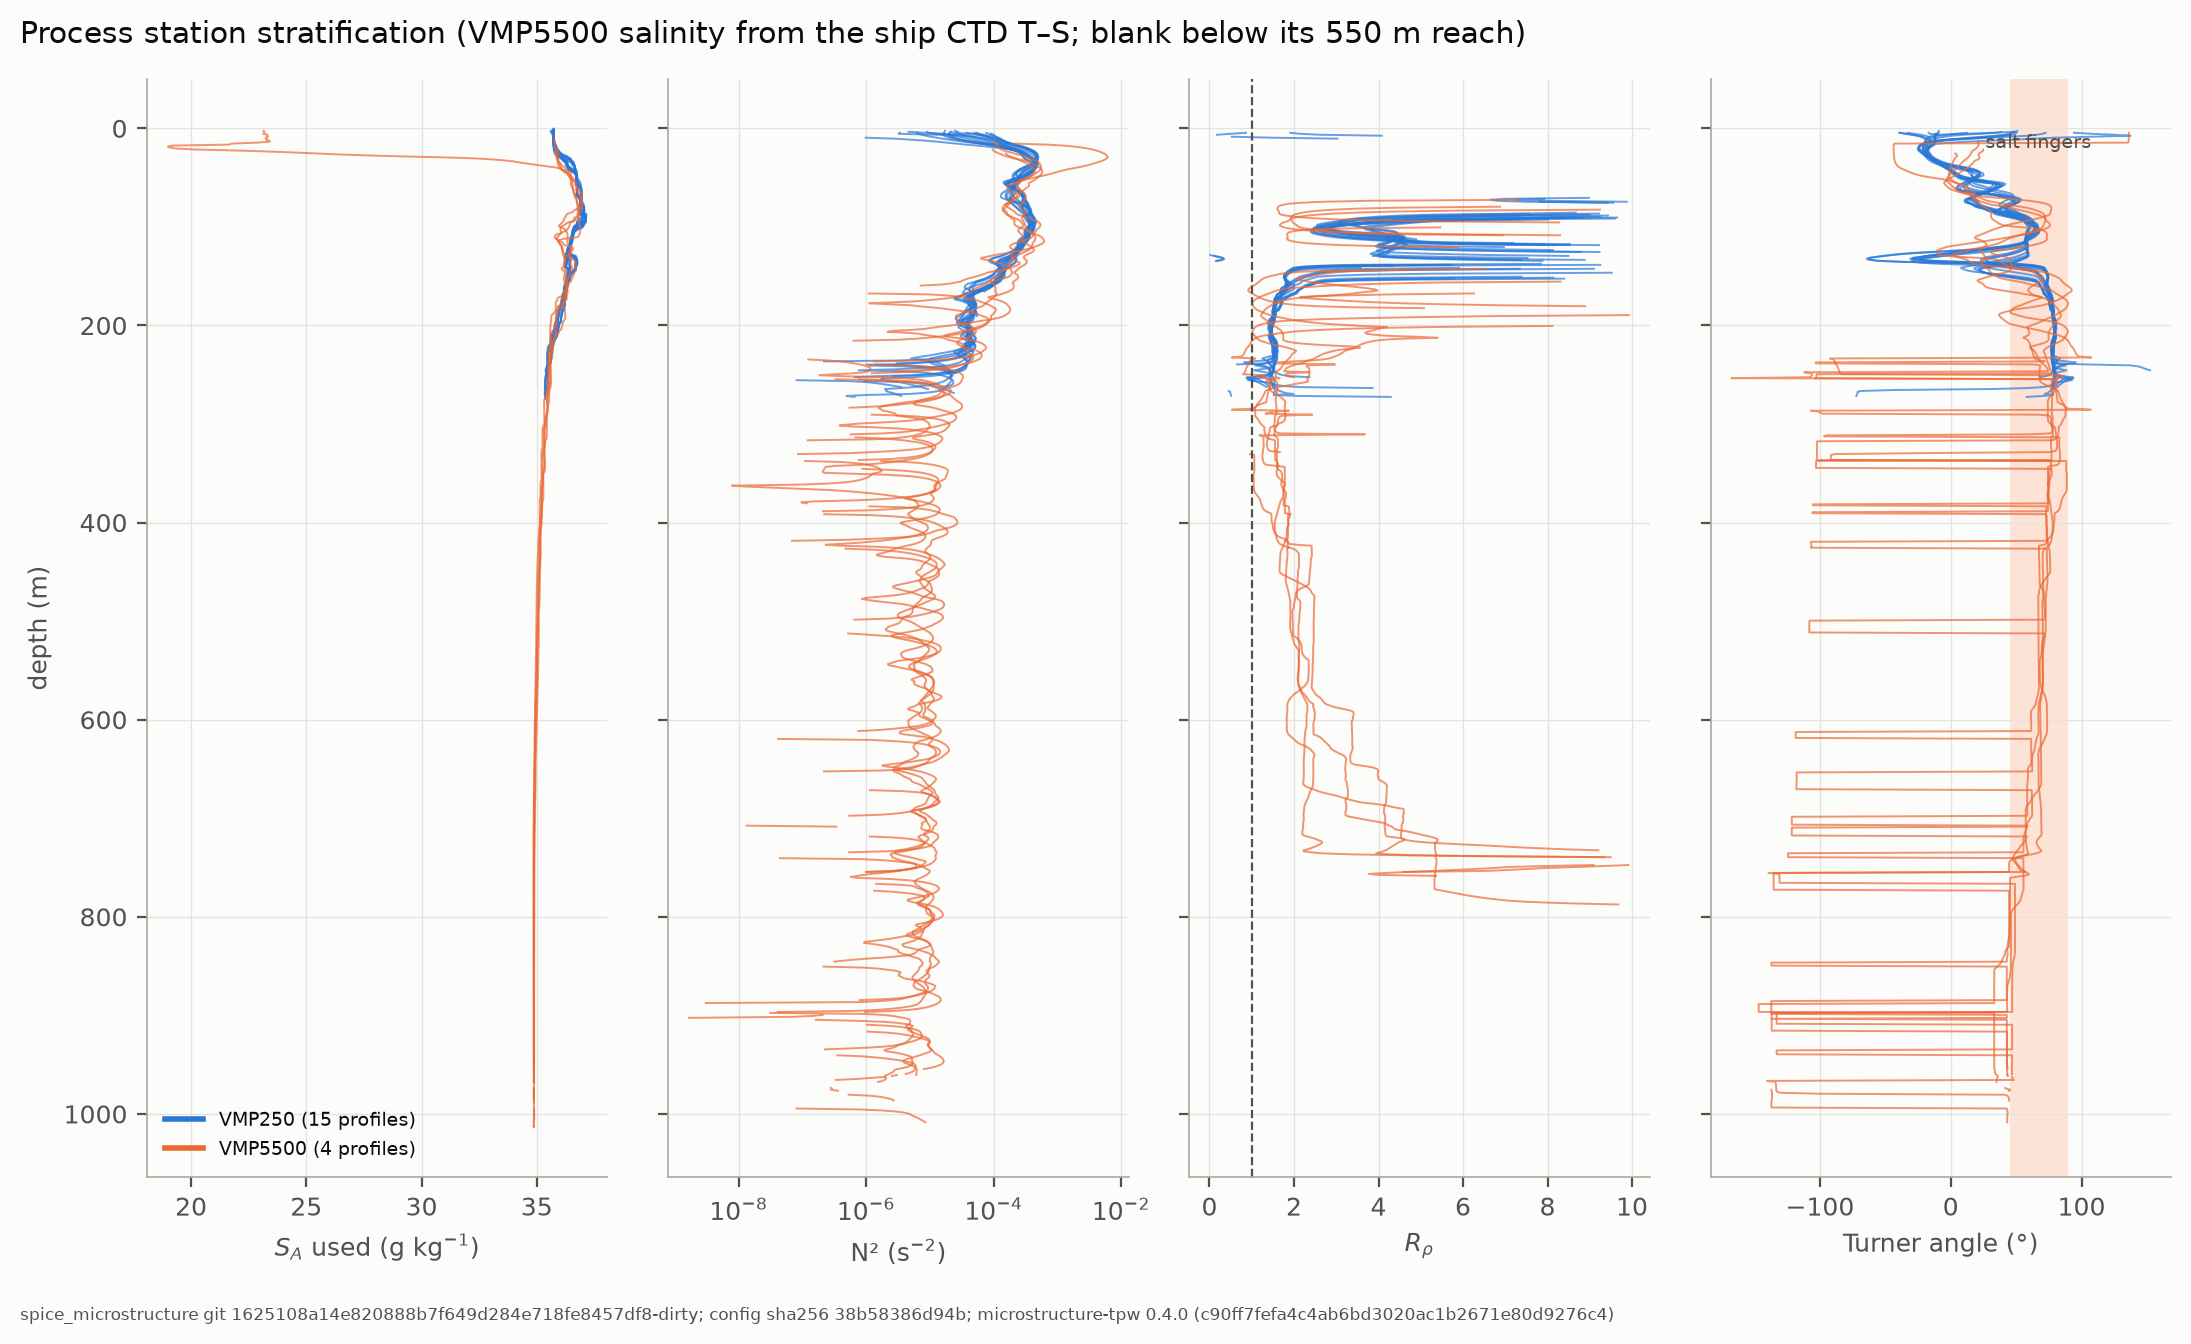 Process station stratification (VMP5500 salinity from the ship CTD T–S; blank below its 550 m reach)
depth (m)
0
200
400
600
800
1000
VMP250 (15 profiles)
VMP5500 (4 profiles)
20 25 30 35
S_A used (g kg⁻¹)
10⁻⁸ 10⁻⁶ 10⁻⁴ 10⁻²
N² (s⁻²)
0 2 4 6 8 10
R_ρ
salt fingers
−100 0 100
Turner angle (°)
spice_microstructure git 1625108a14e820888b7f649d284e718fe8457df8-dirty; config sha256 38b58386d94b; microstructure-tpw 0.4.0 (c90ff7fefa4c4ab6bd3020ac1b2671e80d9276c4)